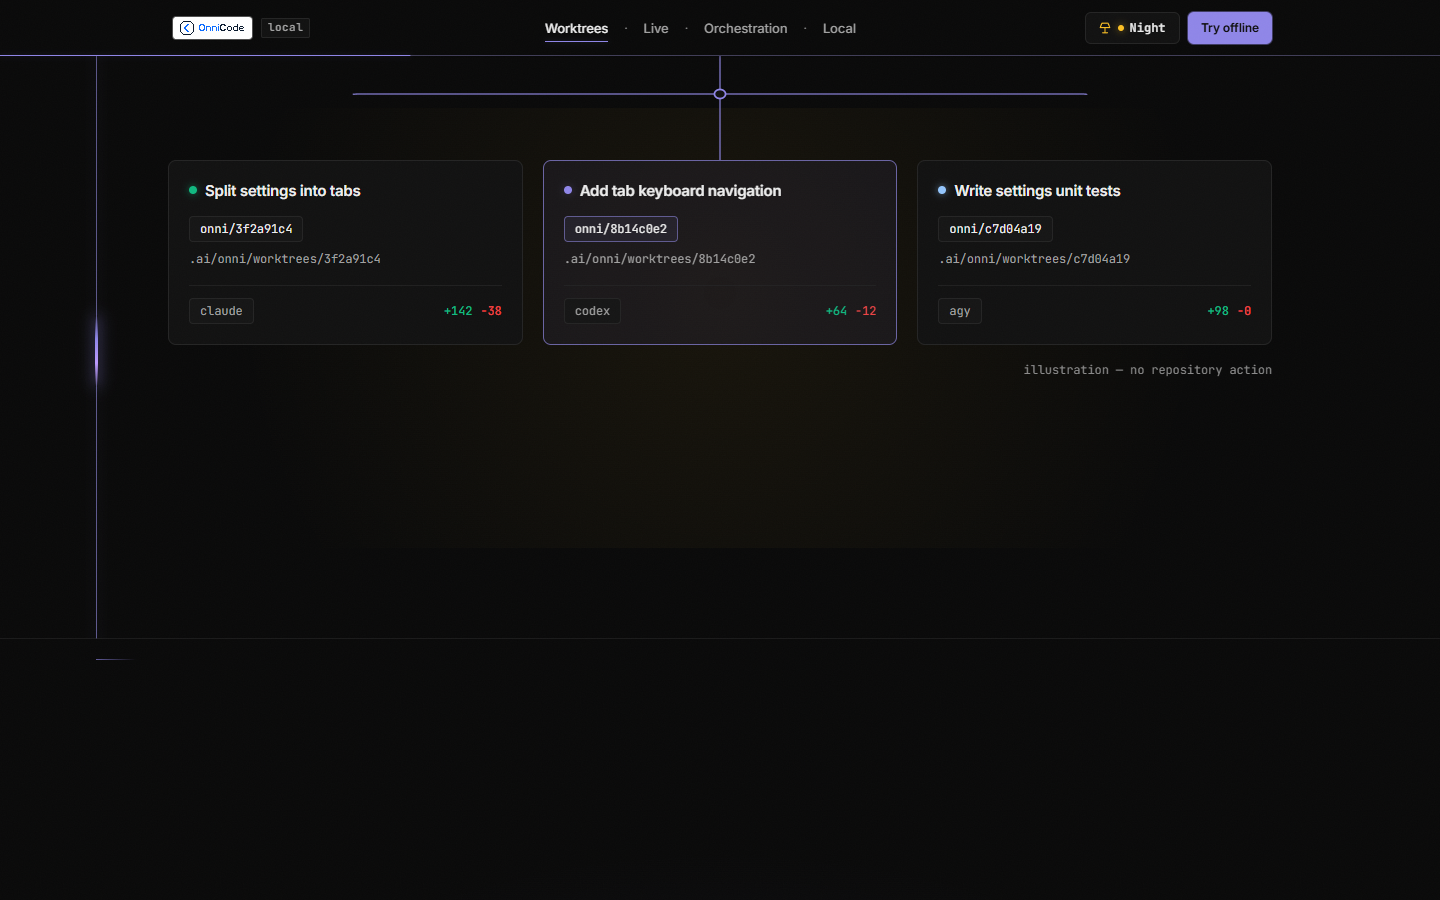 OnniCode local Worktrees · Live · Orchestration · Local Night Try offline
Split settings into tabs
onni/3f2a91c4
.ai/onni/worktrees/3f2a91c4
claude +142 -38
Add tab keyboard navigation
onni/8b14c0e2
.ai/onni/worktrees/8b14c0e2
codex +64 -12
Write settings unit tests
onni/c7d04a19
.ai/onni/worktrees/c7d04a19
agy +98 -0
illustration — no repository action